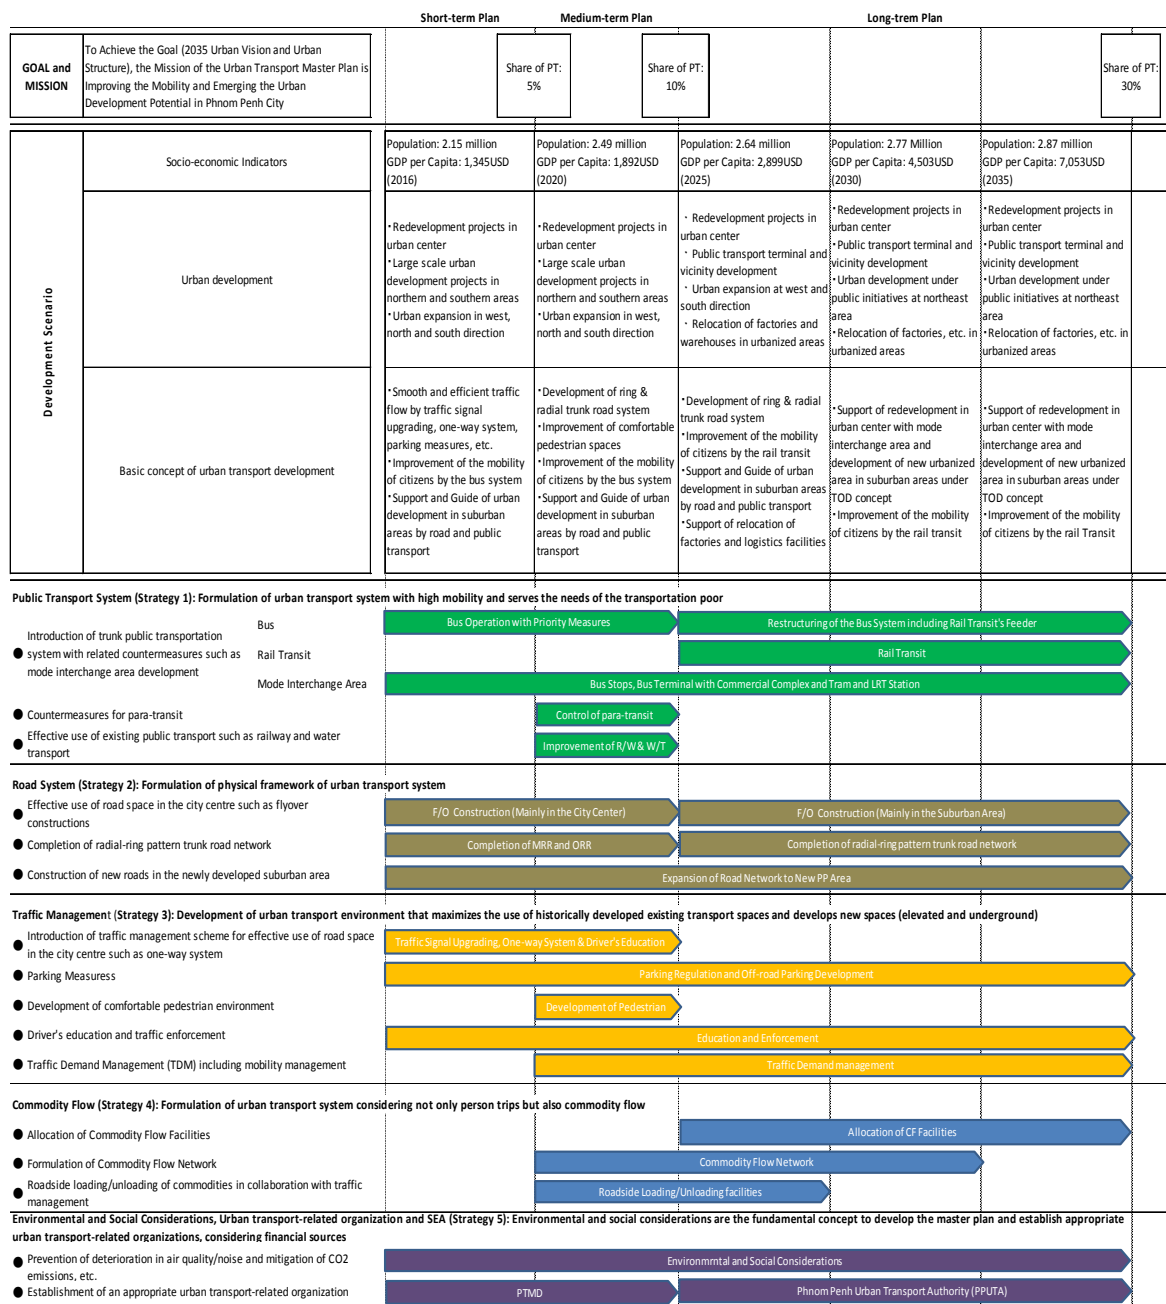 Short-term Plan
Medium-term Plan
Long-trem Plan
GOAL and
MISSION
To Achieve the Goal (2035 Urban Vision and Urban
Structure), the Mission of the Urban Transport Master Plan is
Improving the Mobility and Emerging the Urban
Development Potential in Phnom Penh City
Share of PT:
5%
Share of PT:
10%
Share of PT:
30%
Development Scenario
Socio-economic Indicators
Population: 2.15 million
GDP per Capita: 1,345USD
(2016)
Population: 2.49 million
GDP per Capita: 1,892USD
(2020)
Population: 2.64 million
GDP per Capita: 2,899USD
(2025)
Population: 2.77 Million
GDP per Capita: 4,503USD
(2030)
Population: 2.87 million
GDP per Capita: 7,053USD
(2035)
Urban development
・Redevelopment projects in
urban center
・Large scale urban
development projects in
northern and southern areas
・Urban expansion in west,
north and south direction
・Redevelopment projects in
urban center
・Large scale urban
development projects in
northern and southern areas
・Urban expansion in west,
north and south direction
・ Redevelopment projects in
urban center
・ Public transport terminal and
vicinity development
・ Urban expansion at west and
south direction
・ Relocation of factories and
warehouses in urbanized areas
・Redevelopment projects in
urban center
・Public transport terminal and
vicinity development
・Urban development under
public initiatives at northeast
area
・Relocation of factories, etc. in
urbanized areas
・Redevelopment projects in
urban center
・Public transport terminal and
vicinity development
・Urban development under
public initiatives at northeast
area
・Relocation of factories, etc. in
urbanized areas
Basic concept of urban transport development
・Smooth and efficient traffic
flow by traffic signal
upgrading, one-way system,
parking measures, etc.
・Improvement of the mobility
of citizens by the bus system
・Support and Guide of urban
development in suburban
areas by road and public
transport
・Development of ring &
radial trunk road system
・Improvement of comfortable
pedestrian spaces
・Improvement of the mobility
of citizens by the bus system
・Support and Guide of urban
development in suburban
areas by road and public
transport
・Development of ring & radial
trunk road system
・Improvement of the mobility
of citizens by the rail transit
・Support and Guide of urban
development in suburban areas
by road and public transport
・Support of relocation of
factories and logistics facilities
・Support of redevelopment in
urban center with mode
interchange area and
development of new urbanized
area in suburban areas under
TOD concept
・Improvement of the mobility
of citizens by the rail transit
・Support of redevelopment in
urban center with mode
interchange area and
development of new urbanized
area in suburban areas under
TOD concept
・Improvement of the mobility
of citizens by the rail Transit
Public Transport System (Strategy 1): Formulation of urban transport system with high mobility and serves the needs of the transportation poor
● Introduction of trunk public transportation
system with related countermeasures such as
mode interchange area development
Bus
Bus Operation with Priority Measures
Restructuring of the Bus System including Rail Transit's Feeder
Rail Transit
Rail Transit
Mode Interchange Area
Bus Stops, Bus Terminal with Commercial Complex and Tram and LRT Station
● Countermeasures for para-transit
Control of para-transit
● Effective use of existing public transport such as railway and water
transport
Improvement of R/W & W/T
Road System (Strategy 2): Formulation of physical framework of urban transport system
● Effective use of road space in the city centre such as flyover
constructions
F/O Construction (Mainly in the City Center)
F/O Construction (Mainly in the Suburban Area)
● Completion of radial-ring pattern trunk road network
Completion of MRR and ORR
Completion of radial-ring pattern trunk road network
● Construction of new roads in the newly developed suburban area
Expansion of Road Network to New PP Area
Traffic Management (Strategy 3): Development of urban transport environment that maximizes the use of historically developed existing transport spaces and develops new spaces (elevated and underground)
● Introduction of traffic management scheme for effective use of road space
in the city centre such as one-way system
Traffic Signal Upgrading, One-way System & Driver's Education
● Parking Measuress
Parking Regulation and Off-road Parking Development
● Development of comfortable pedestrian environment
Development of Pedestrian
● Driver's education and traffic enforcement
Education and Enforcement
● Traffic Demand Management (TDM) including mobility management
Traffic Demand management
Commodity Flow (Strategy 4): Formulation of urban transport system considering not only person trips but also commodity flow
● Allocation of Commodity Flow Facilities
Allocation of CF Facilities
● Formulation of Commodity Flow Network
Commodity Flow Network
● Roadside loading/unloading of commodities in collaboration with traffic
management
Roadside Loading/Unloading facilities
Environmental and Social Considerations, Urban transport-related organization and SEA (Strategy 5): Environmental and social considerations are the fundamental concept to develop the master plan and establish appropriate
urban transport-related organizations, considering financial sources
● Prevention of deterioration in air quality/noise and mitigation of CO2
emissions, etc.
Environmrntal and Social Considerations
● Establishment of an appropriate urban transport-related organization
PTMD
Phnom Penh Urban Transport Authority (PPUTA)